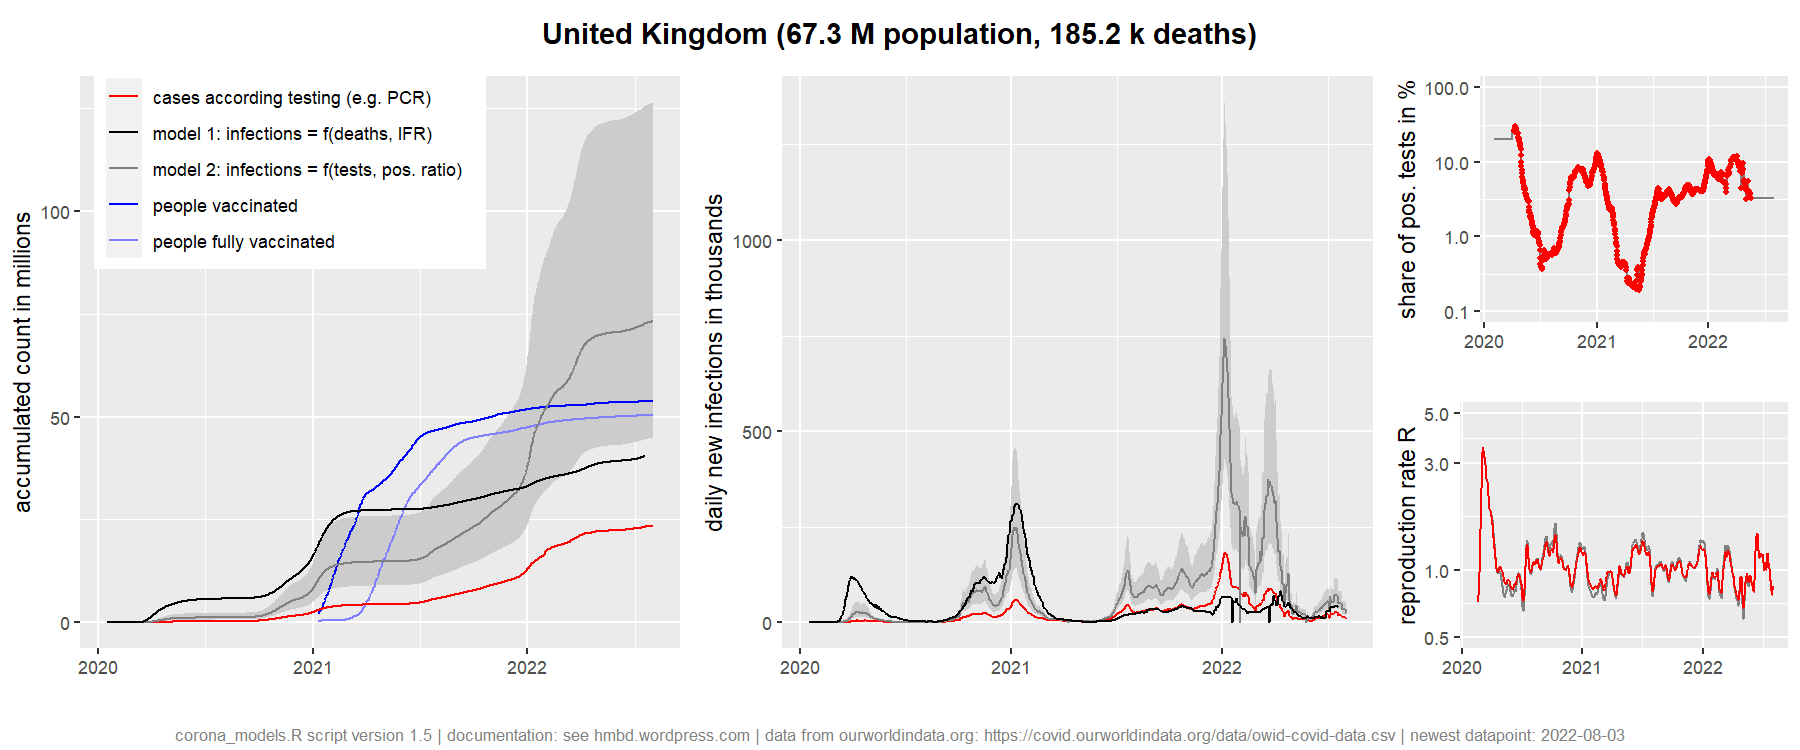 United Kingdom (67.3 M population, 185.2 k deaths)
accumulated count in millions
cases according testing (e.g. PCR)
model 1: infections = f(deaths, IFR)
model 2: infections = f(tests, pos. ratio)
people vaccinated
people fully vaccinated
100
50
0
2020 2021 2022
daily new infections in thousands
1000
500
0
2020 2021 2022
share of pos. tests in %
100.0
10.0
1.0
0.1
2020 2021 2022
reproduction rate R
5.0
3.0
1.0
0.5
2020 2021 2022
corona_models.R script version 1.5 | documentation: see hmbd.wordpress.com | data from ourworldindata.org: https://covid.ourworldindata.org/data/owid-covid-data.csv | newest datapoint: 2022-08-03